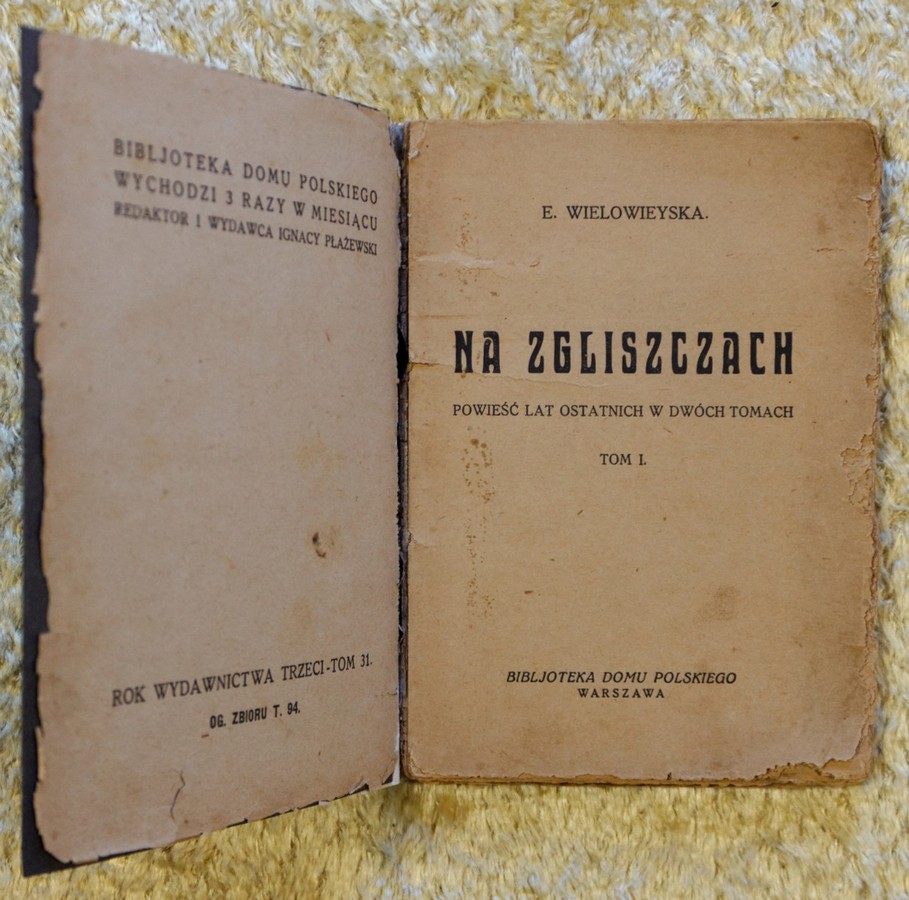 BIBLJOTEKA DOMU POLSKIEGO
WYCHODZI 3 RAZY W MIESIĄCU
REDAKTOR I WYDAWCA IGNACY PŁAŻEWSKI
ROK WYDAWNICTWA TRZECI-TOM 31.
OG. ZBIORU T. 94.
E. WIELOWIEYSKA.
NA ZGLISZCZACH
POWIEŚĆ LAT OSTATNICH W DWÓCH TOMACH
TOM I.
BIBLJOTEKA DOMU POLSKIEGO
WARSZAWA